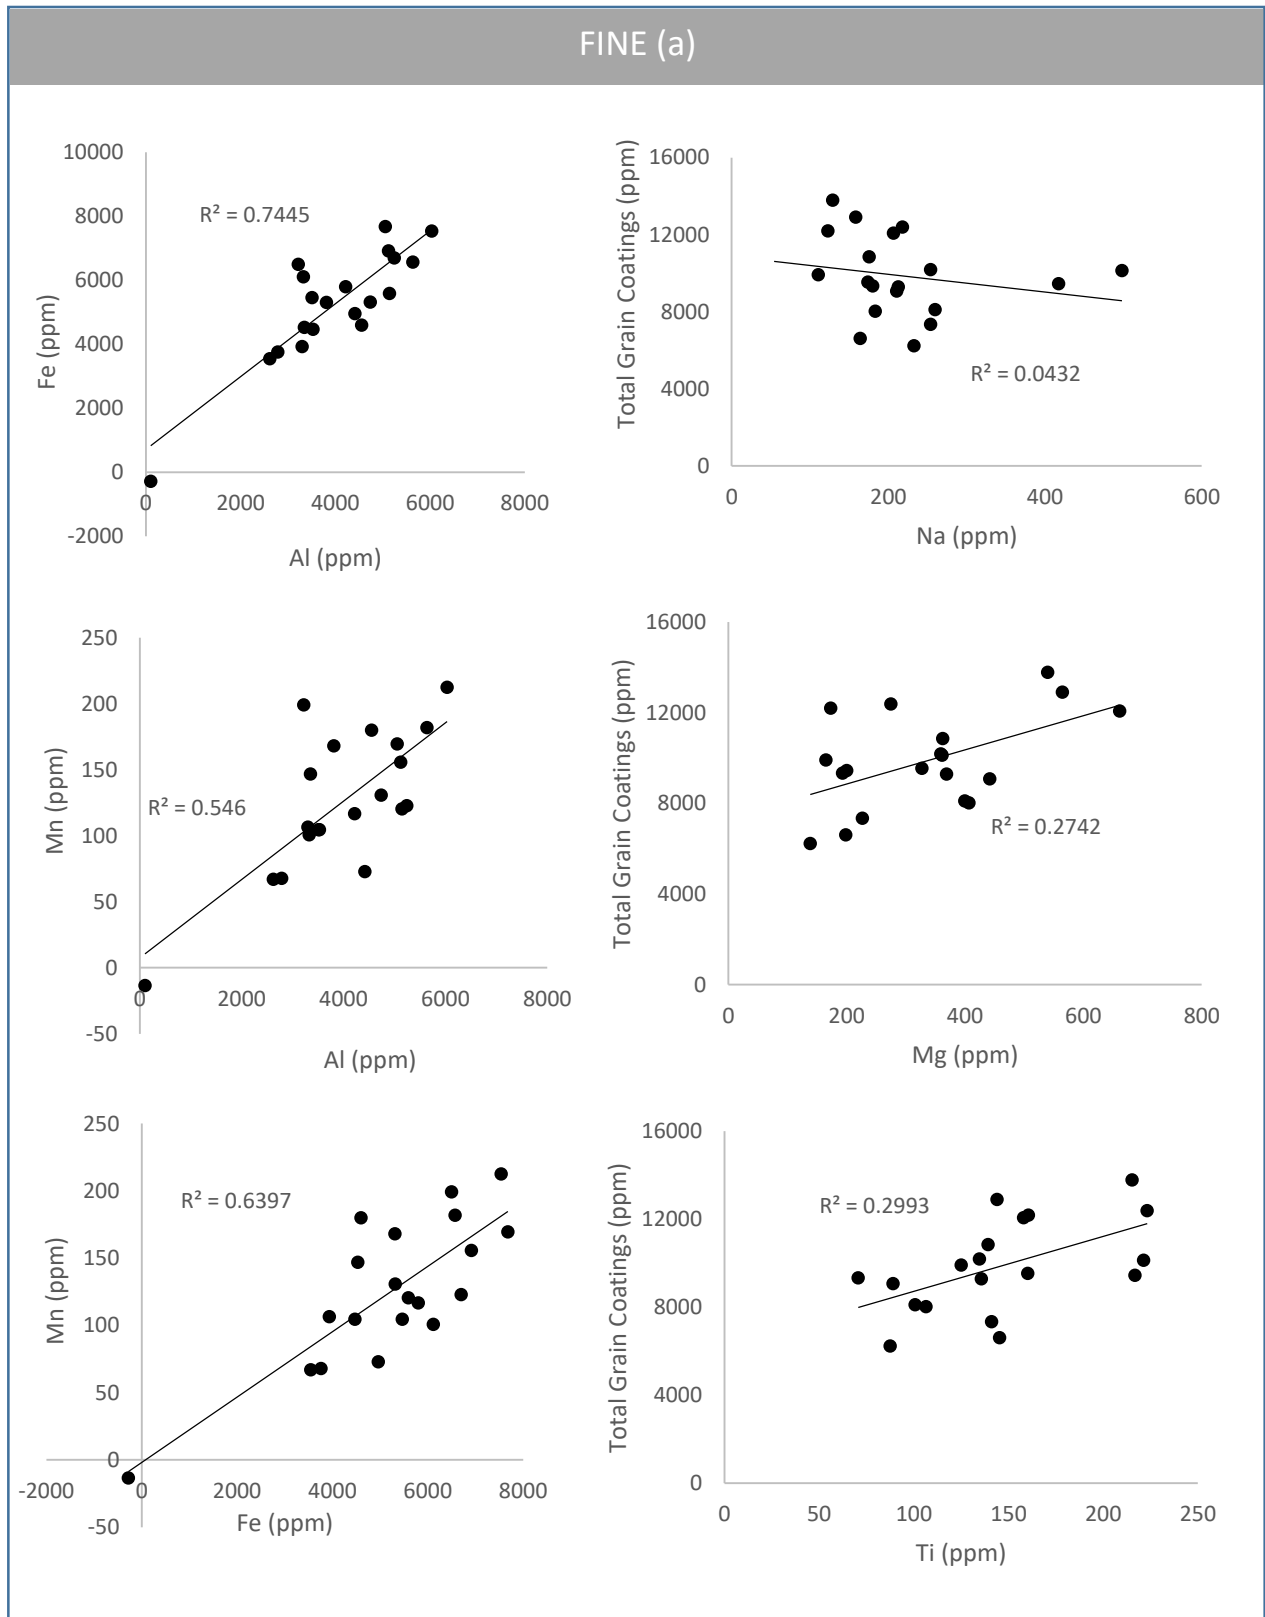 FINE (a)
10000
8000
6000
4000
2000
0
-2000
Fe (ppm)
R² = 0.7445
0 2000 4000 6000 8000
Al (ppm)
16000
12000
8000
4000
0
Total Grain Coatings (ppm)
R² = 0.0432
0 200 400 600
Na (ppm)
250
200
150
100
50
0
-50
Mn (ppm)
R² = 0.546
0 2000 4000 6000 8000
Al (ppm)
16000
12000
8000
4000
0
Total Grain Coatings (ppm)
R² = 0.2742
0 200 400 600 800
Mg (ppm)
250
200
150
100
50
0
-50
Mn (ppm)
R² = 0.6397
-2000 0 2000 4000 6000 8000
Fe (ppm)
16000
12000
8000
4000
0
Total Grain Coatings (ppm)
R² = 0.2993
0 50 100 150 200 250
Ti (ppm)